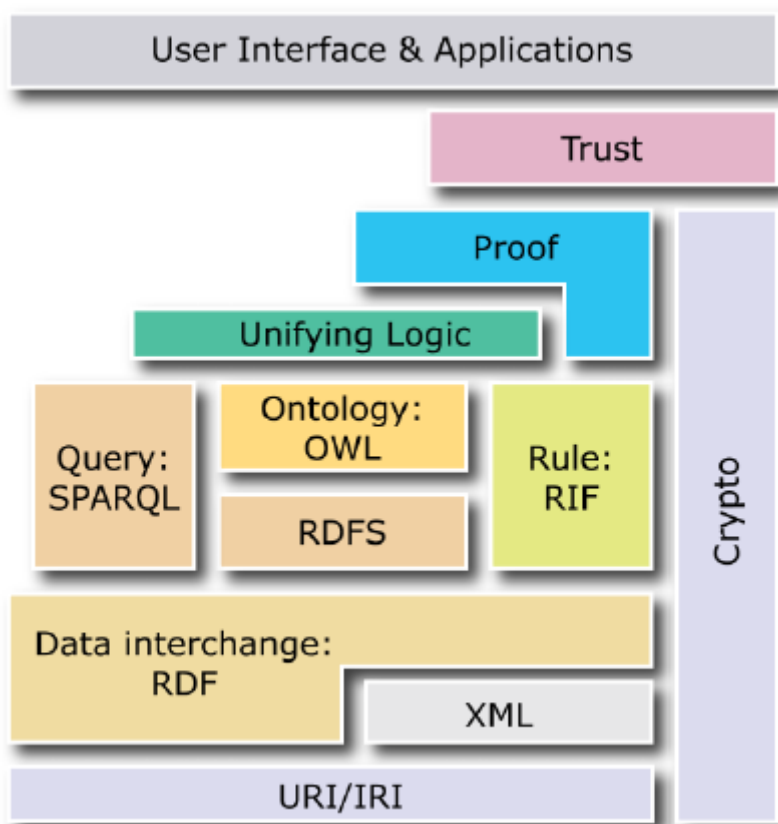 User Interface & Applications
Trust
Proof
Unifying Logic
Query:
SPARQL
Ontology:
OWL
RDFS
Rule:
RIF
Crypto
Data interchange:
RDF
XML
URI/IRI